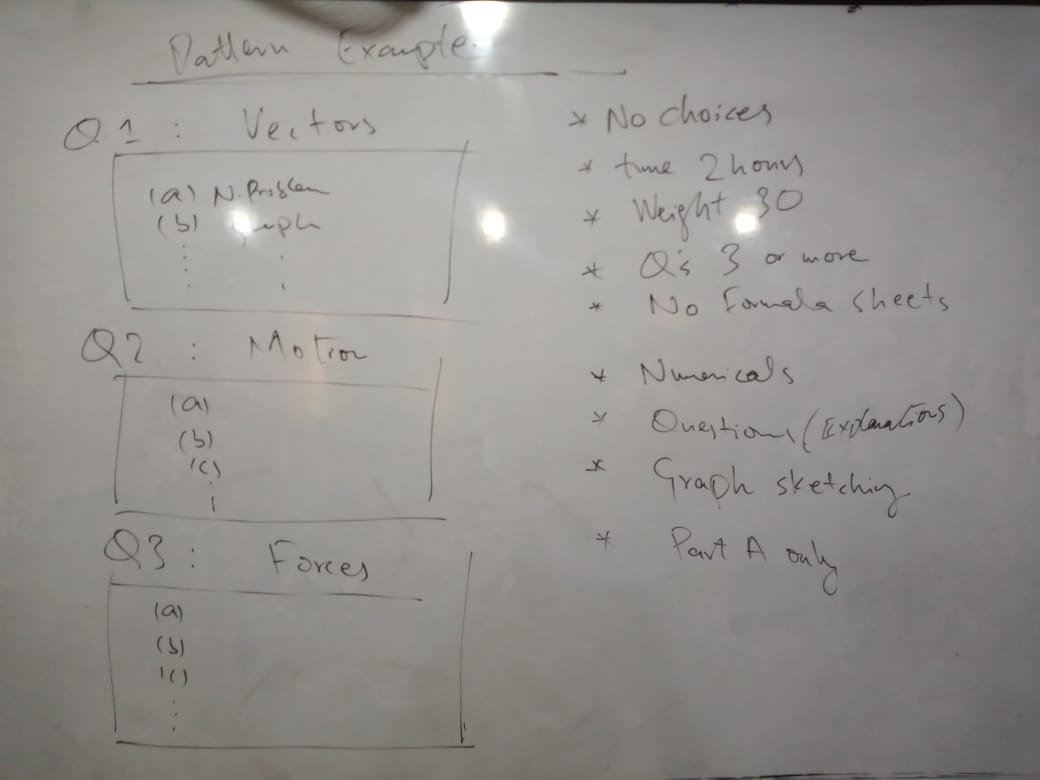 Pattern Example
Q.1 : Vectors
(a) N. Problem
(b) Graph
Q2 : Motion
(a)
(b)
(c)
Q3 : Forces
(a)
(b)
(c)
* No choices
* time 2 hours
* Weight 30
* Q's 3 or more
* No Formula sheets
* Numericals
* Questions (Explanations)
* Graph sketching
* Part A only